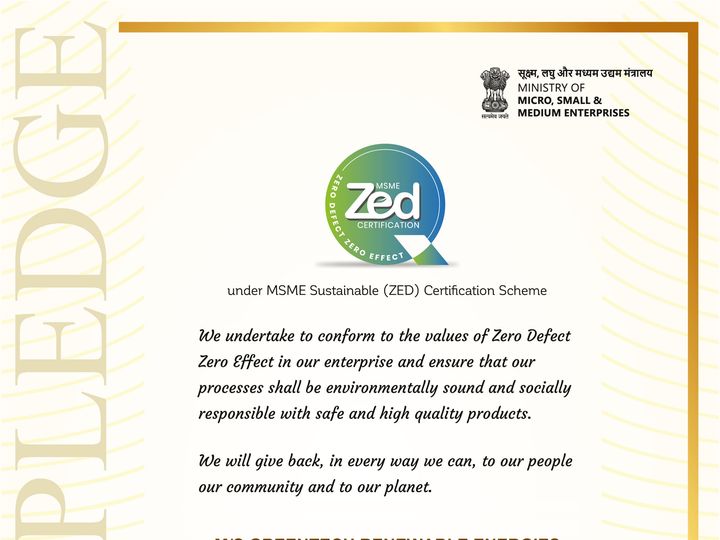 PLEDGE
सूक्ष्म, लघु और मध्यम उद्यम मंत्रालय
MINISTRY OF
MICRO, SMALL &
MEDIUM ENTERPRISES
सत्यमेव जयते
MSME
Zed
CERTIFICATION
ZERO DEFECT ZERO EFFECT
under MSME Sustainable (ZED) Certification Scheme
We undertake to conform to the values of Zero Defect
Zero Effect in our enterprise and ensure that our
processes shall be environmentally sound and socially
responsible with safe and high quality products.
We will give back, in every way we can, to our people
our community and to our planet.